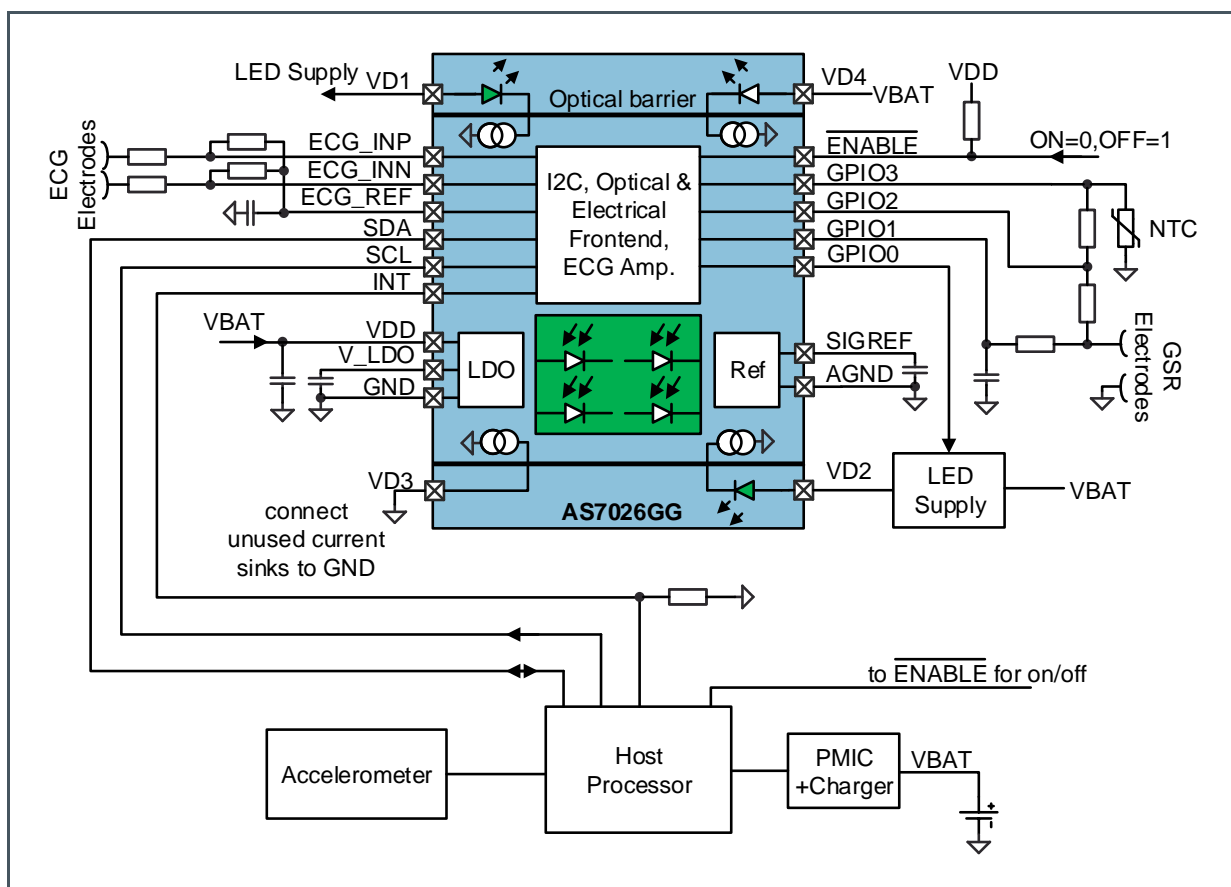 LED Supply
VD1
Optical barrier
VD4
VBAT
VDD
ECG
Electrodes
ECG_INP
ECG_INN
ECG_REF
SDA
SCL
INT
I2C, Optical &
Electrical
Frontend,
ECG Amp.
ENABLE
ON=0,OFF=1
GPIO3
GPIO2
GPIO1
GPIO0
NTC
VBAT
VDD
V_LDO
GND
LDO
Ref
SIGREF
AGND
GSR
Electrodes
VD3
AS7026GG
VD2
LED
Supply
VBAT
connect
unused current
sinks to GND
to ENABLE for on/off
Accelerometer
Host
Processor
PMIC
+Charger
VBAT
+
-